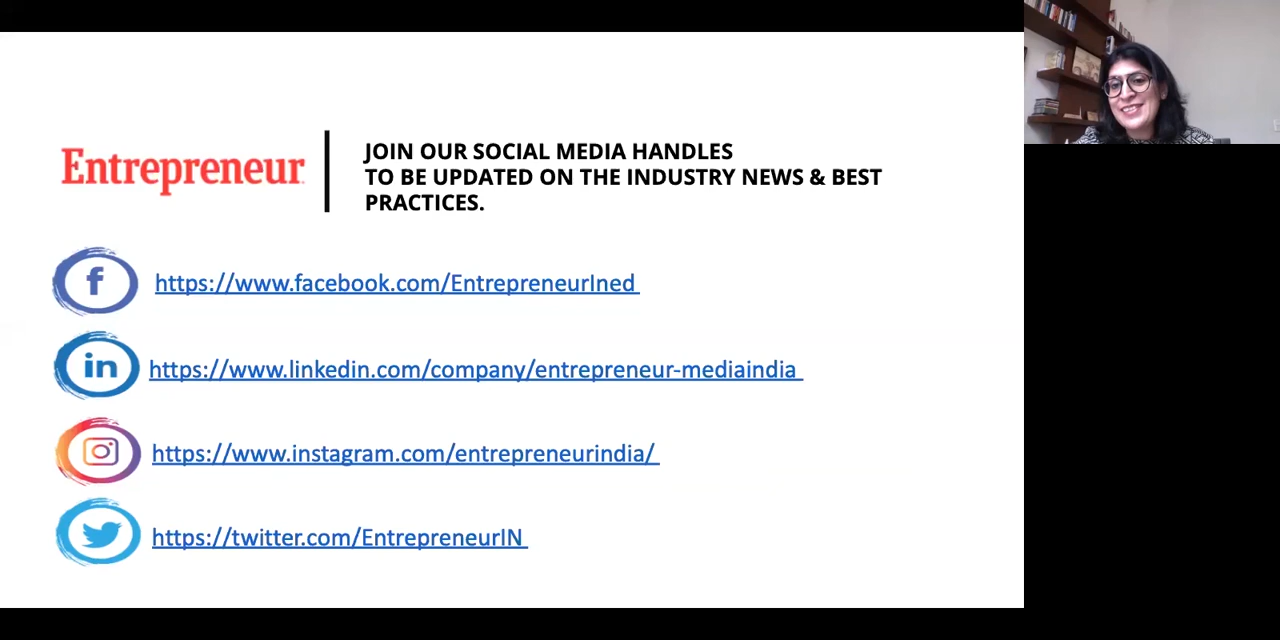 Entrepreneur
JOIN OUR SOCIAL MEDIA HANDLES
TO BE UPDATED ON THE INDUSTRY NEWS & BEST
PRACTICES.
f
https://www.facebook.com/EntrepreneurIned
in
https://www.linkedin.com/company/entrepreneur-mediaindia
https://www.instagram.com/entrepreneurindia/
https://twitter.com/EntrepreneurIN